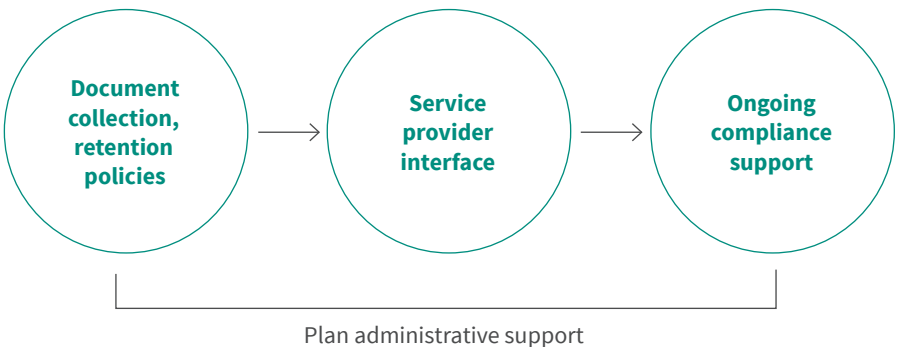 Document
collection,
retention
policies
Service
provider
interface
Ongoing
compliance
support
Plan administrative support